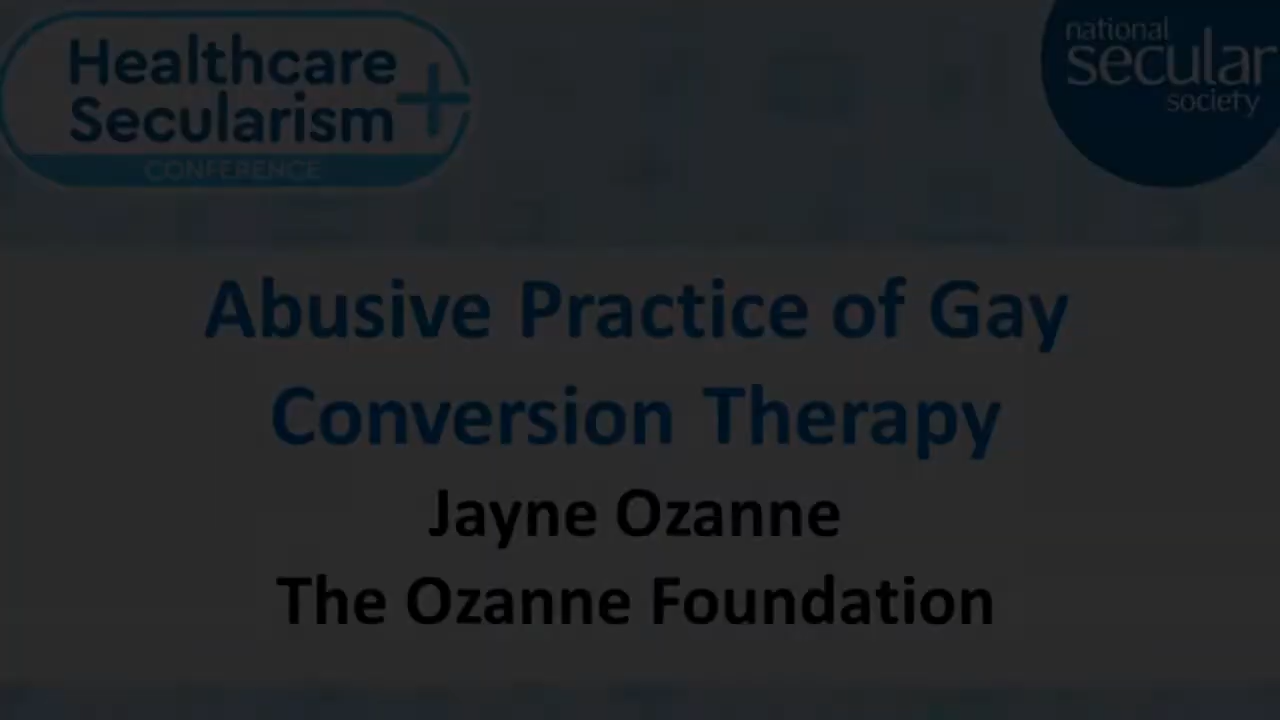 Healthcare
Secularism
CONFERENCE
national
secular
society
Abusive Practice of Gay
Conversion Therapy
Jayne Ozanne
The Ozanne Foundation